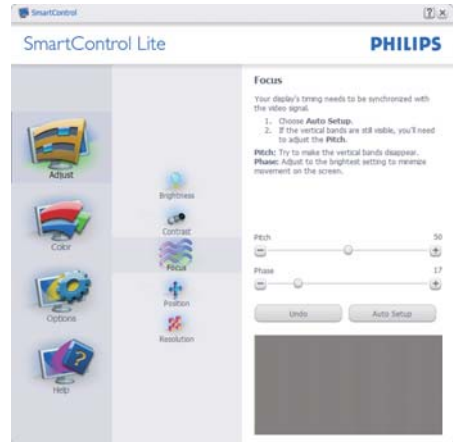 SmartControl
SmartControl Lite
PHILIPS
Adjust
Color
Options
Help
Brightness
Contrast
Focus
Position
Resolution
Focus
Your display's timing needs to be synchronized with
the video signal.
1. Choose Auto Setup.
2. If the vertical bands are still visible, you'll need
to adjust the Pitch.
Pitch: Try to make the vertical bands disappear.
Phase: Adjust to the brightest setting to minimize
movement on the screen.
Pitch 50
Phase 17
Undo Auto Setup